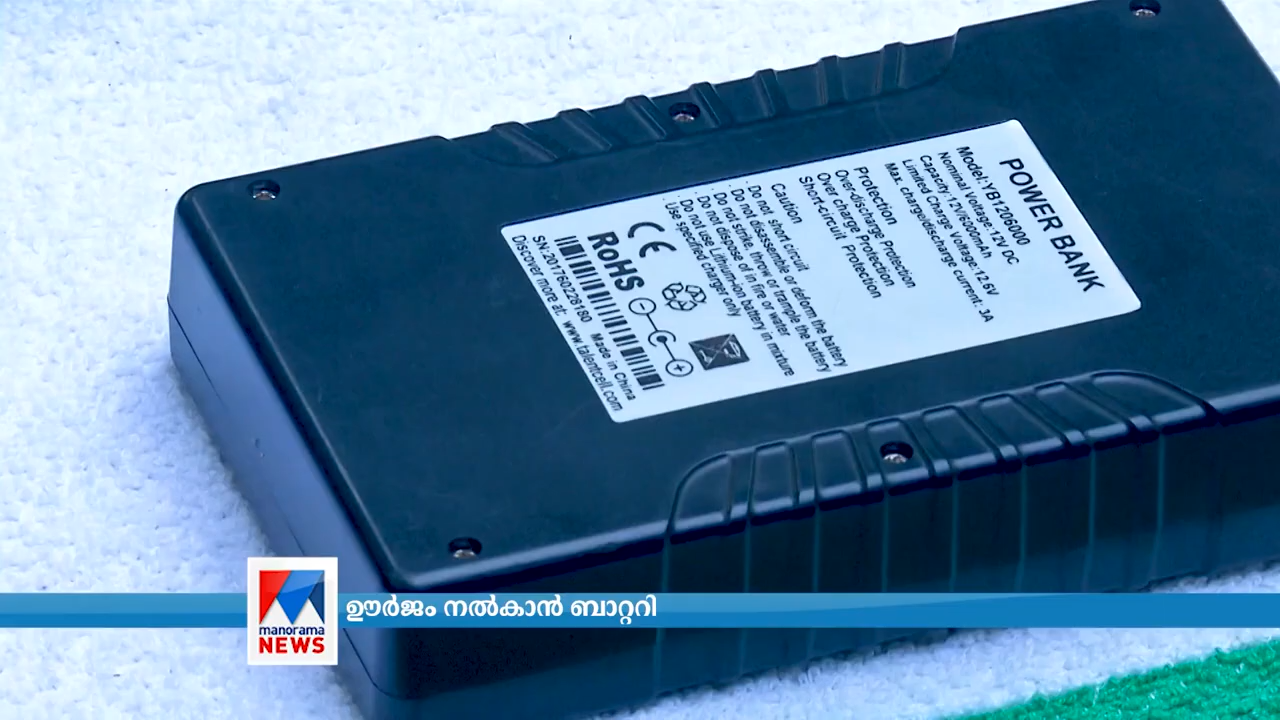 POWER BANK
Model:YB1206000
Nominal Voltage:12V DC
Capacity:12V/6000mAh
Limited Charge Voltage:12.6V
Max. charge/discharge current: 3A
Protection
Over-discharge Protection
Over charge Protection
Short-circuit Protection
Caution
Do not short circuit
Do not disassemble or deform the battery
Do not strike, throw or trample the battery
Do not dispose of in fire or water
Do not use Lithium-ion battery in mixture
Use specified charger only
CE
RoHS
SN:201760228180 Made in China
Discover more at: www.talentcell.com
ഊർജം നൽകാൻ ബാറ്ററി
manorama
NEWS